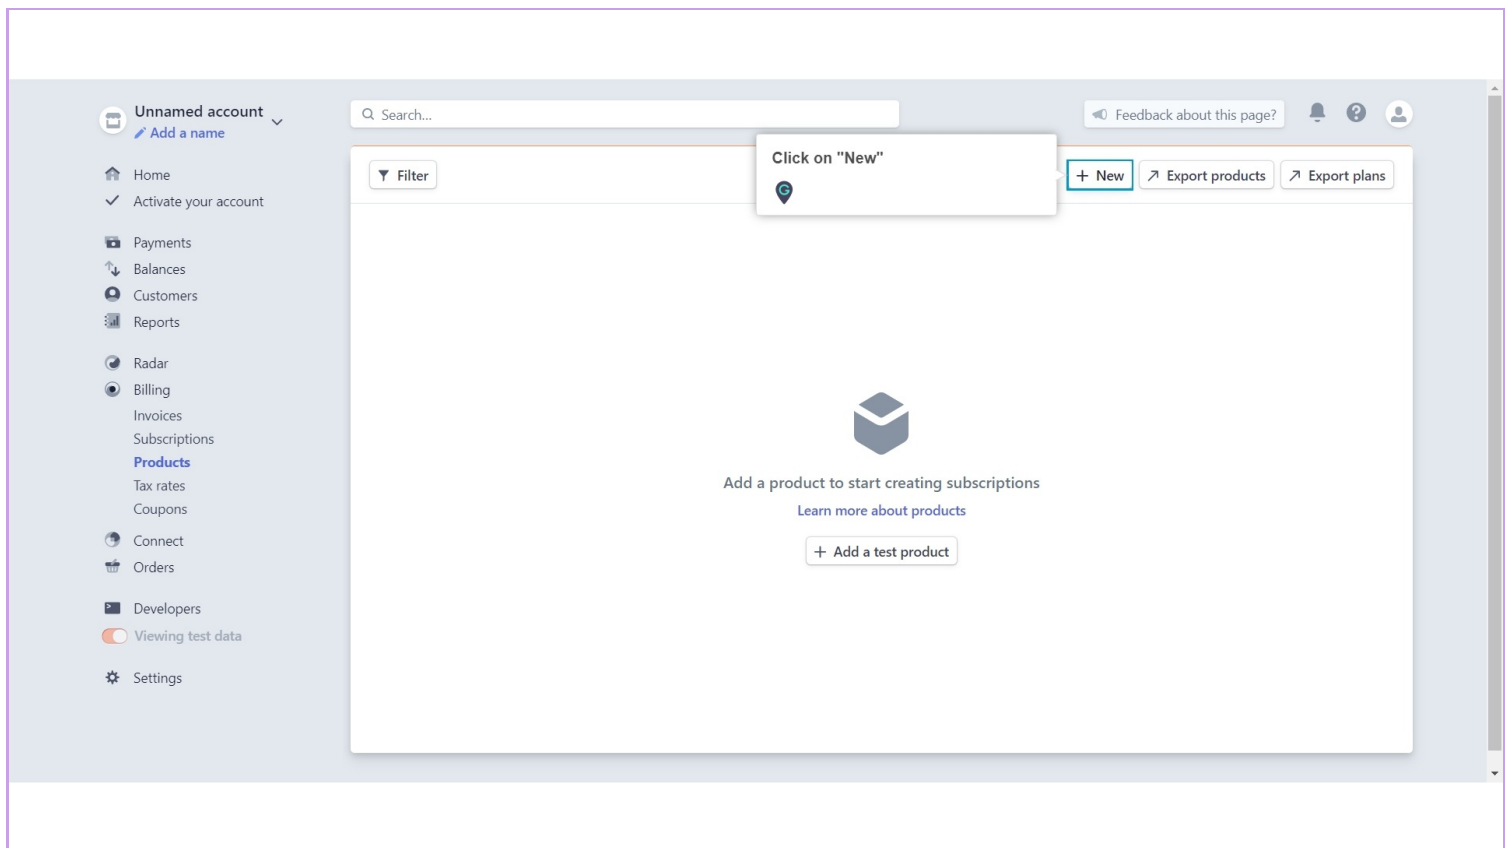 Unnamed account
Add a name
Search...
Feedback about this page?
Home
Activate your account
Payments
Balances
Customers
Reports
Radar
Billing
Invoices
Subscriptions
Products
Tax rates
Coupons
Connect
Orders
Developers
Viewing test data
Settings
Filter
Click on "New"
G
+ New
Export products
Export plans
Add a product to start creating subscriptions
Learn more about products
+ Add a test product